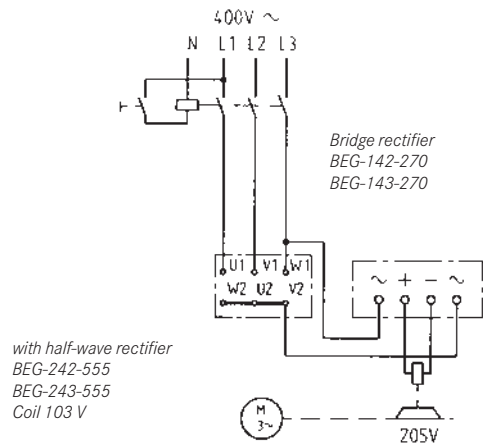 400V ~
N L1 L2 L3
Bridge rectifier
BEG-142-270
BEG-143-270
U1 V1 W1
W2 U2 V2
~ + − ~
with half-wave rectifier
BEG-242-555
BEG-243-555
Coil 103 V
M
3~
205V